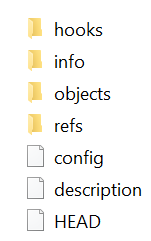 hooks
info
objects
refs
config
description
HEAD